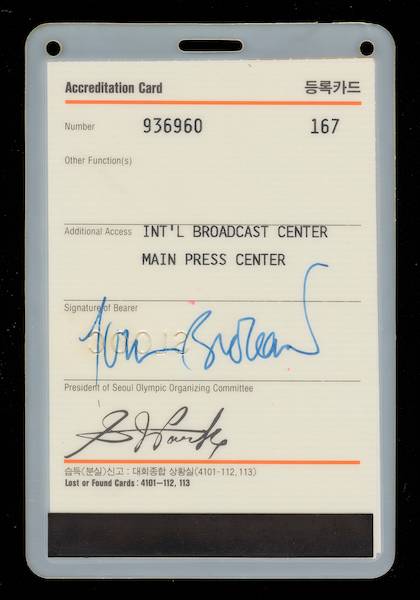 Accreditation Card 등록카드
Number 936960 167
Other Function(s)
Additional Access INT'L BROADCAST CENTER
MAIN PRESS CENTER
Signature of Bearer
President of Seoul Olympic Organizing Committee
습득(분실)신고 : 대회종합 상황실(4101-112, 113)
Lost or Found Cards : 4101-112, 113